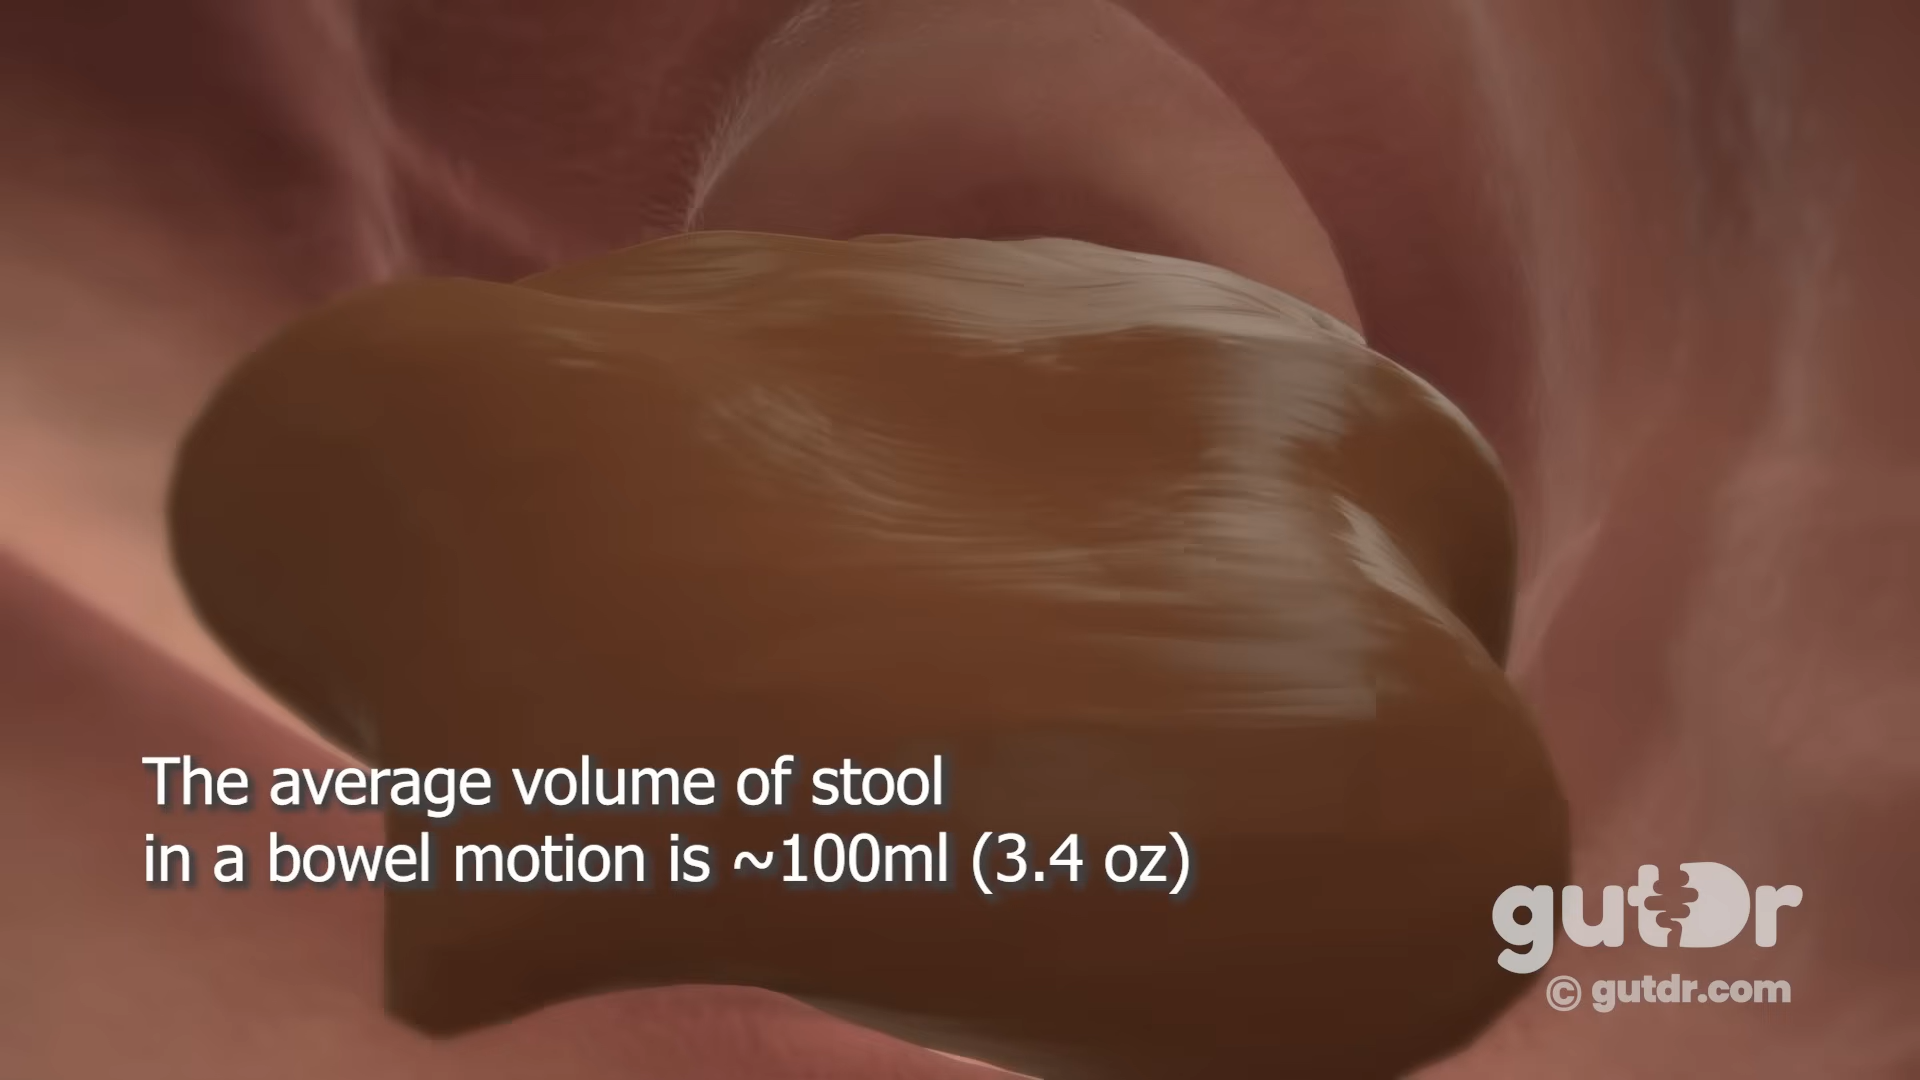 The average volume of stool
in a bowel motion is ~100ml (3.4 oz)
gutDr
© gutdr.com